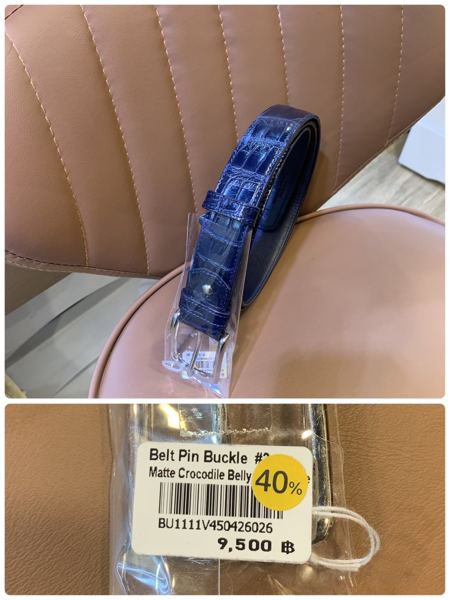 Belt Pin Buckle
Matte Crocodile Belly
40%
BU1111V450426026
9,500 ฿